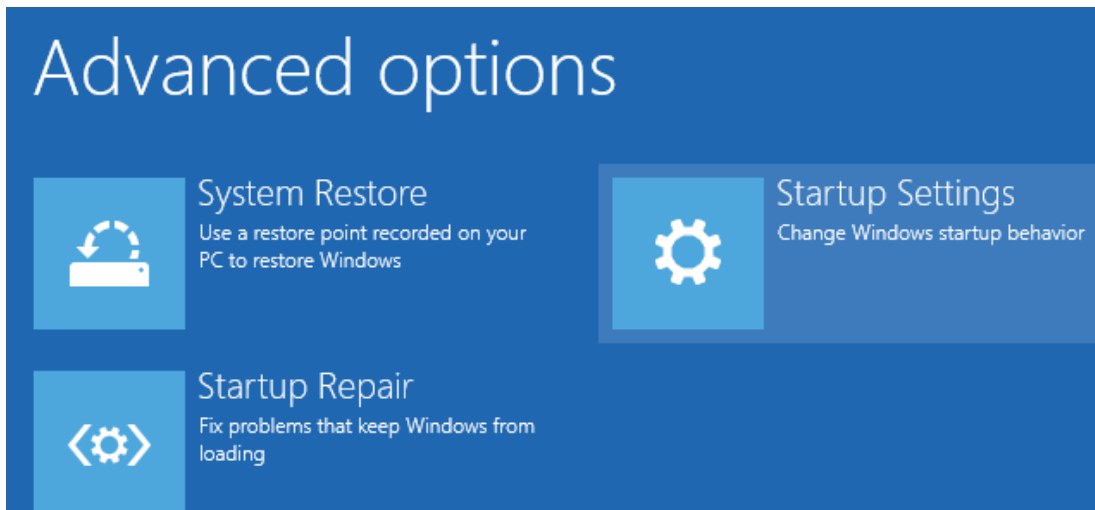 Advanced options
System Restore
Use a restore point recorded on your
PC to restore Windows
Startup Settings
Change Windows startup behavior
Startup Repair
Fix problems that keep Windows from
loading